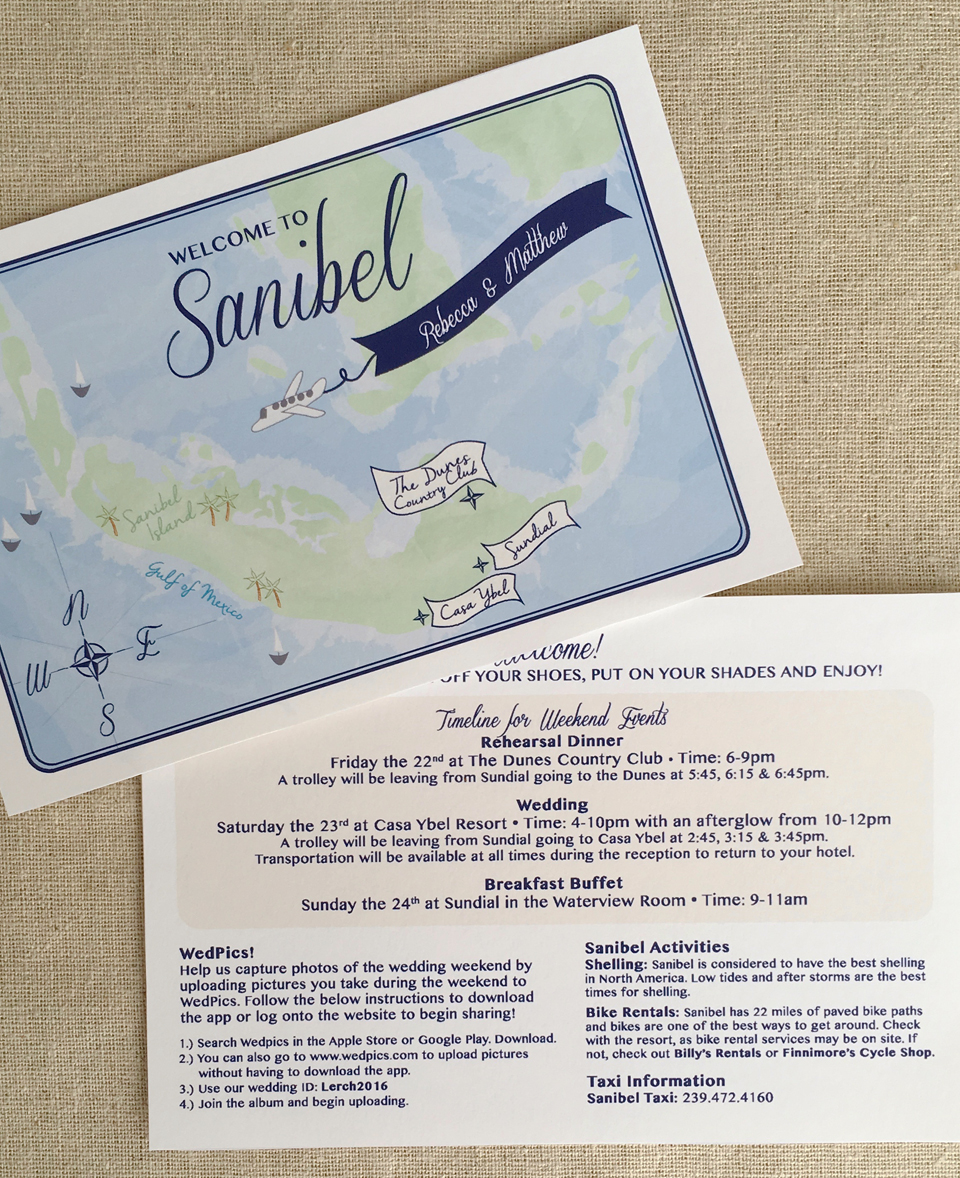 WELCOME TO
Sanibel
Rebecca & Matthew
The Dunes
Country Club
Sanibel
Island
Sundial
Gulf of Mexico
Casa Ybel
N
W E
S
YOUR SHOES, PUT ON YOUR SHADES AND ENJOY!
Timeline for Weekend Events
Rehearsal Dinner
Friday the 22nd at The Dunes Country Club • Time: 6-9pm
A trolley will be leaving from Sundial going to the Dunes at 5:45, 6:15 & 6:45pm.
Wedding
Saturday the 23rd at Casa Ybel Resort • Time: 4-10pm with an afterglow from 10-12pm
A trolley will be leaving from Sundial going to Casa Ybel at 2:45, 3:15 & 3:45pm.
Transportation will be available at all times during the reception to return to your hotel.
Breakfast Buffet
Sunday the 24th at Sundial in the Waterview Room • Time: 9-11am
WedPics!
Help us capture photos of the wedding weekend by
uploading pictures you take during the weekend to
WedPics. Follow the below instructions to download
the app or log onto the website to begin sharing!
1.) Search Wedpics in the Apple Store or Google Play. Download.
2.) You can also go to www.wedpics.com to upload pictures
without having to download the app.
3.) Use our wedding ID: Lerch2016
4.) Join the album and begin uploading.
Sanibel Activities
Shelling: Sanibel is considered to have the best shelling
in North America. Low tides and after storms are the best
times for shelling.
Bike Rentals: Sanibel has 22 miles of paved bike paths
and bikes are one of the best ways to get around. Check
with the resort, as bike rental services may be on site. If
not, check out Billy's Rentals or Finnimore's Cycle Shop.
Taxi Information
Sanibel Taxi: 239.472.4160